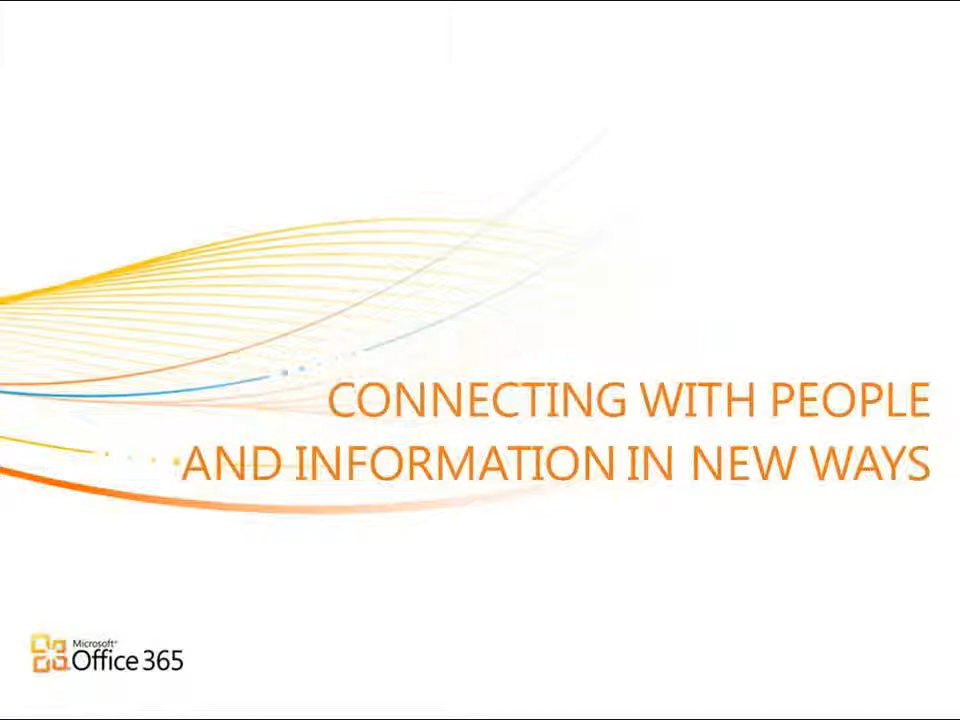 CONNECTING WITH PEOPLE
AND INFORMATION IN NEW WAYS
Microsoft®
Office 365